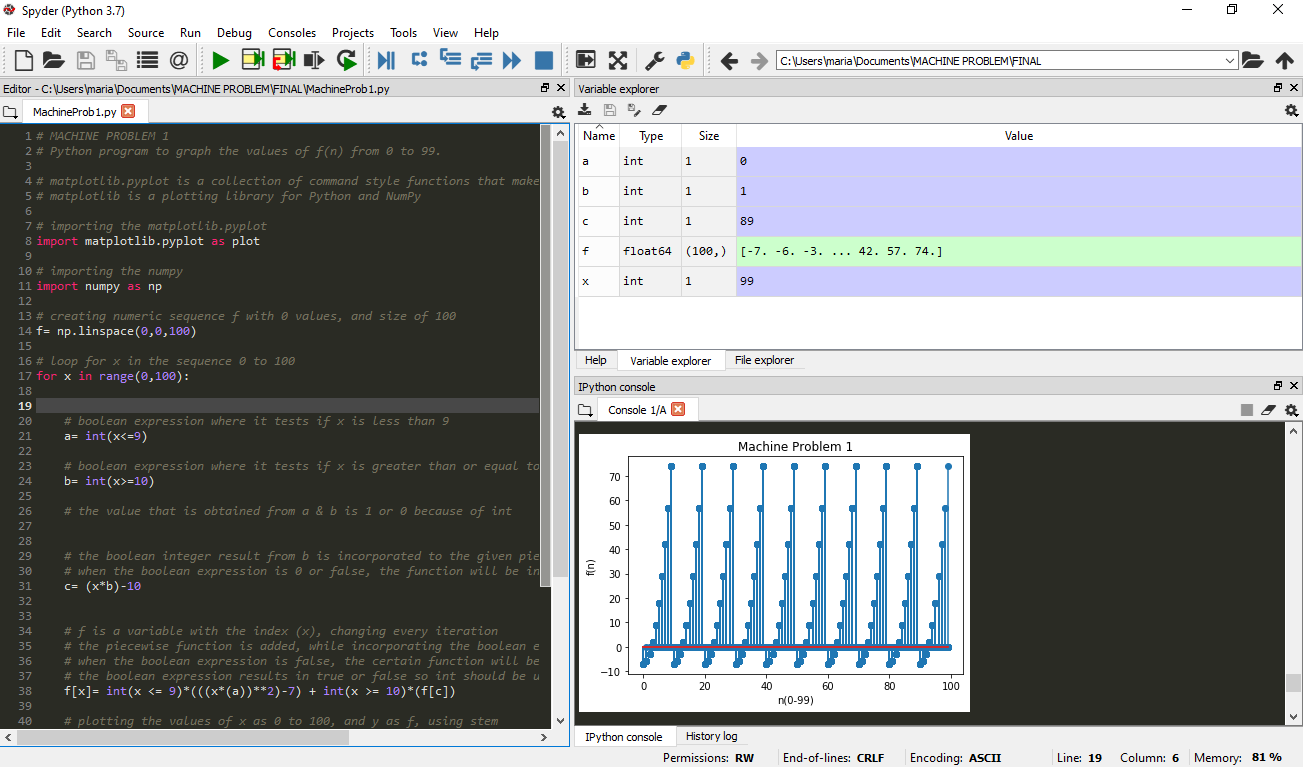 Spyder (Python 3.7)
File Edit Search Source Run Debug Consoles Projects Tools View Help
C:\Users\maria\Documents\MACHINE PROBLEM\FINAL
Editor - C:\Users\maria\Documents\MACHINE PROBLEM\FINAL\MachineProb1.py
MachineProb1.py
1 # MACHINE PROBLEM 1
2 # Python program to graph the values of f(n) from 0 to 99.
3
4 # matplotlib.pyplot is a collection of command style functions that make
5 # matplotlib is a plotting library for Python and NumPy
6
7 # importing the matplotlib.pyplot
8 import matplotlib.pyplot as plot
9
10 # importing the numpy
11 import numpy as np
12
13 # creating numeric sequence f with 0 values, and size of 100
14 f= np.linspace(0,0,100)
15
16 # loop for x in the sequence 0 to 100
17 for x in range(0,100):
18
19
20 # boolean expression where it tests if x is less than 9
21 a= int(x<=9)
22
23 # boolean expression where it tests if x is greater than or equal to
24 b= int(x>=10)
25
26 # the value that is obtained from a & b is 1 or 0 because of int
27
28
29 # the boolean integer result from b is incorporated to the given pie
30 # when the boolean expression is 0 or false, the function will be in
31 c= (x*b)-10
32
33
34 # f is a variable with the index (x), changing every iteration
35 # the piecewise function is added, while incorporating the boolean e
36 # when the boolean expression is false, the certain function will be
37 # the boolean expression results in true or false so int should be u
38 f[x]= int(x <= 9)*(((x*(a))**2)-7) + int(x >= 10)*(f[c])
39
40 # plotting the values of x as 0 to 100, and y as f, using stem
Variable explorer
Name Type Size Value
a int 1 0
b int 1 1
c int 1 89
f float64 (100,) [-7. -6. -3. ... 42. 57. 74.]
x int 1 99
Help Variable explorer File explorer
IPython console
Console 1/A
Machine Problem 1
70
60
50
40
30
20
10
0
−10
f(n)
0 20 40 60 80 100
n(0-99)
IPython console History log
Permissions: RW End-of-lines: CRLF Encoding: ASCII Line: 19 Column: 6 Memory: 81 %